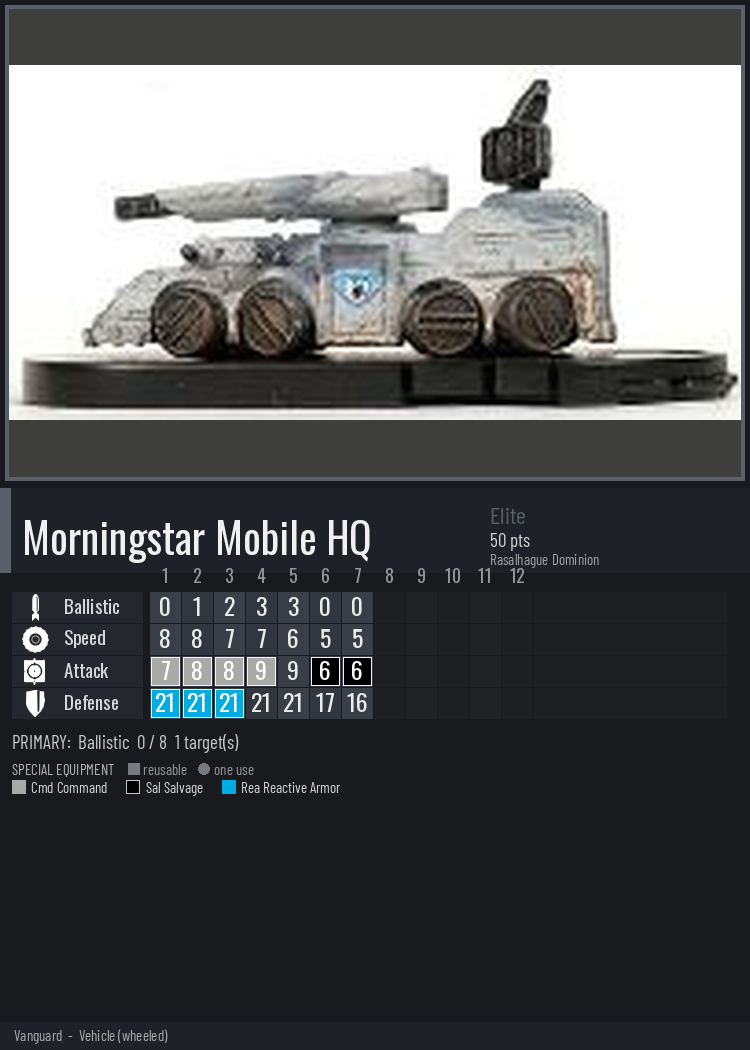 Morningstar Mobile HQ
Elite
50 pts
Rasalhague Dominion
1 2 3 4 5 6 7 8 9 10 11 12
Ballistic 0 1 2 3 3 0 0
Speed 8 8 7 7 6 5 5
Attack 7 8 8 9 9 6 6
Defense 21 21 21 21 21 17 16
PRIMARY: Ballistic 0 / 8 1 target(s)
SPECIAL EQUIPMENT reusable one use
Cmd Command Sal Salvage Rea Reactive Armor
Vanguard - Vehicle (wheeled)